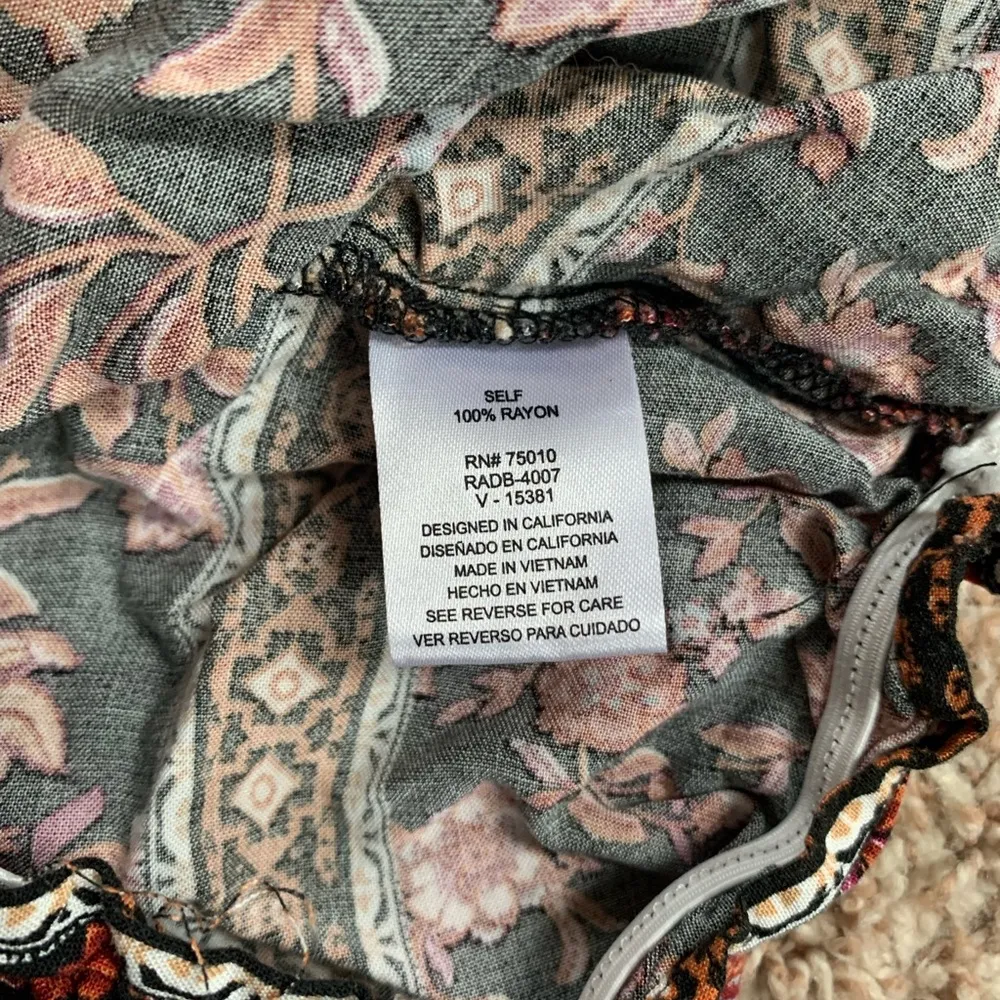 SELF
100% RAYON
RN# 75010
RADB-4007
V - 15381
DESIGNED IN CALIFORNIA
DISEÑADO EN CALIFORNIA
MADE IN VIETNAM
HECHO EN VIETNAM
SEE REVERSE FOR CARE
VER REVERSO PARA CUIDADO